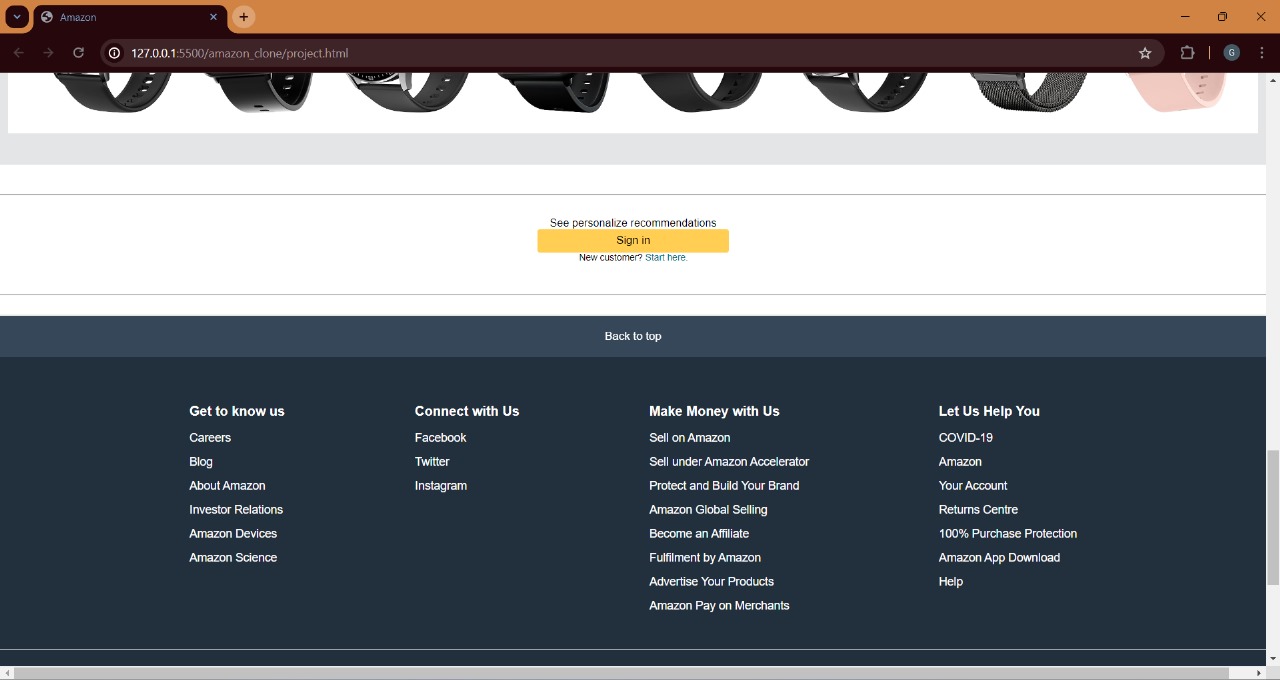 Amazon
127.0.0.1:5500/amazon_clone/project.html
G
See personalize recommendations
Sign in
New customer? Start here.
Back to top
Get to know us
Careers
Blog
About Amazon
Investor Relations
Amazon Devices
Amazon Science
Connect with Us
Facebook
Twitter
Instagram
Make Money with Us
Sell on Amazon
Sell under Amazon Accelerator
Protect and Build Your Brand
Amazon Global Selling
Become an Affiliate
Fulfilment by Amazon
Advertise Your Products
Amazon Pay on Merchants
Let Us Help You
COVID-19
Amazon
Your Account
Returns Centre
100% Purchase Protection
Amazon App Download
Help